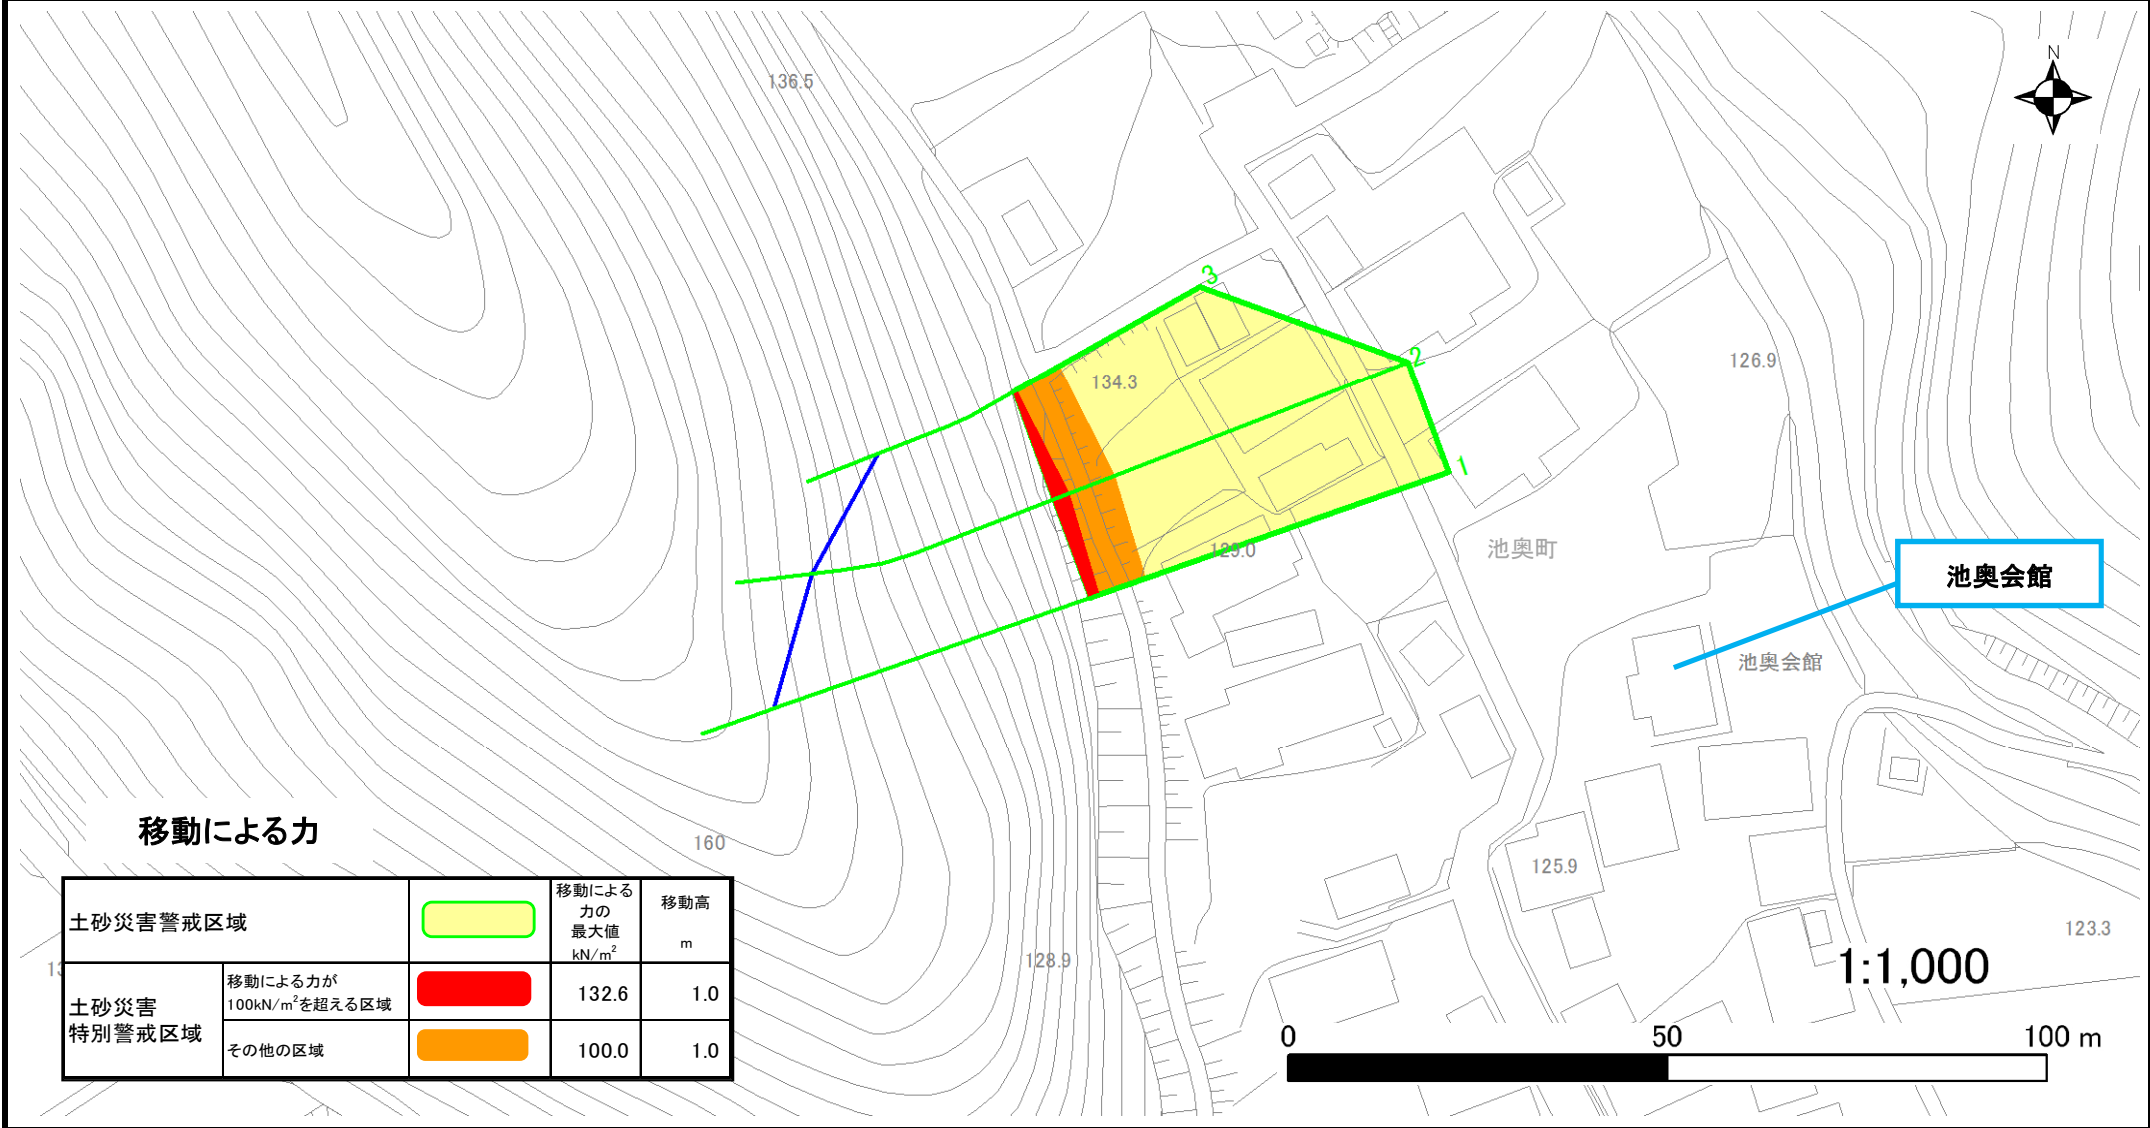 136.5
N
3
2
1
134.3
126.9
129.0
池奥町
池奥会館
池奥会館
移動による力
160
125.9
123.3
128.9
土砂災害警戒区域
移動による
力の
最大値
kN/m²
移動高
m
土砂災害
特別警戒区域
移動による力が
100kN/m²を超える区域
132.6
1.0
その他の区域
100.0
1.0
1:1,000
0
50
100 m